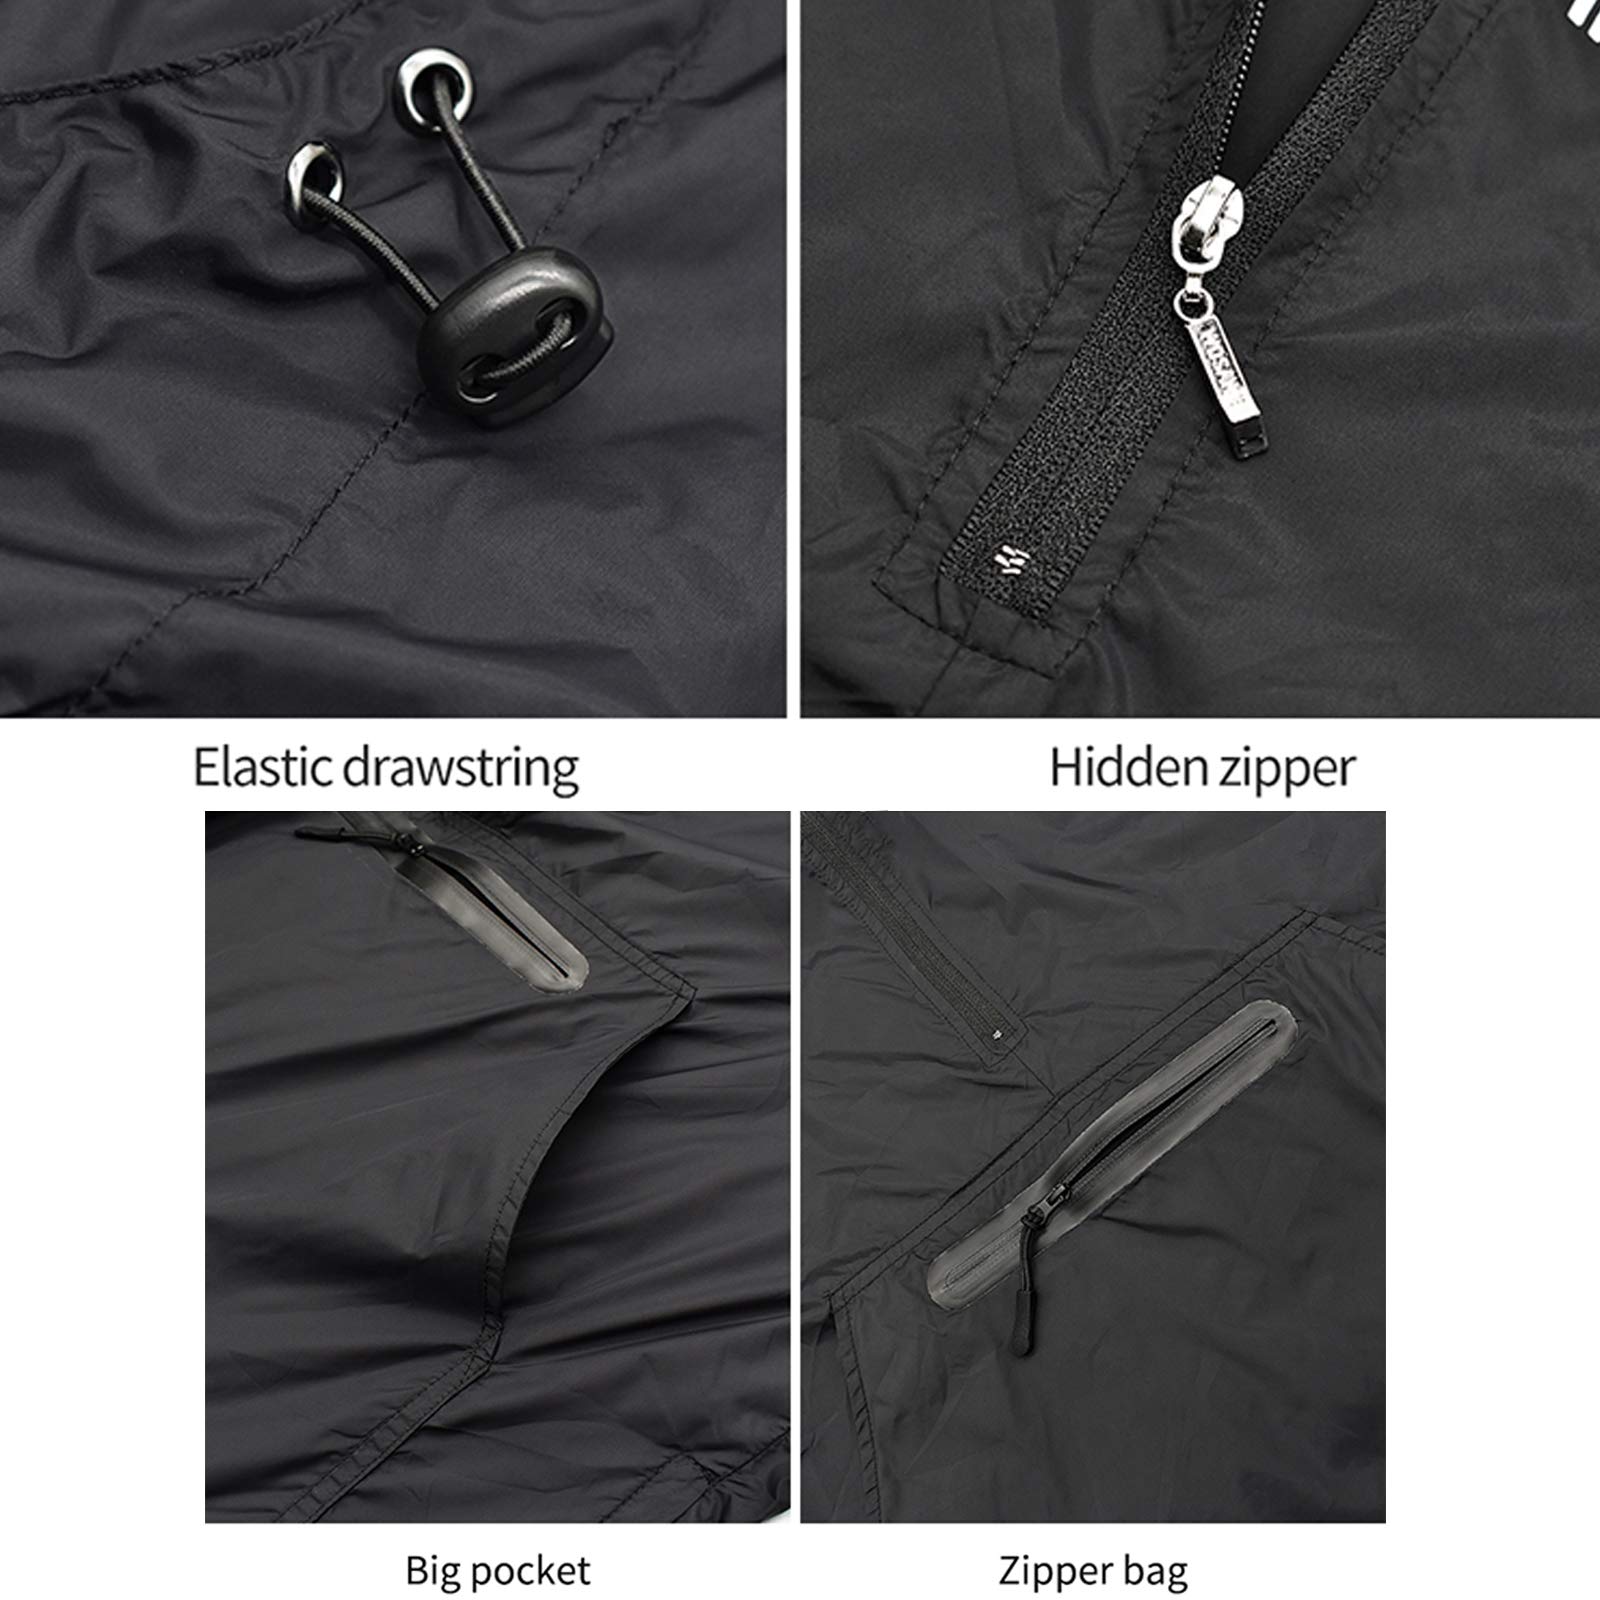 Elastic drawstring
Hidden zipper
Big pocket
Zipper bag